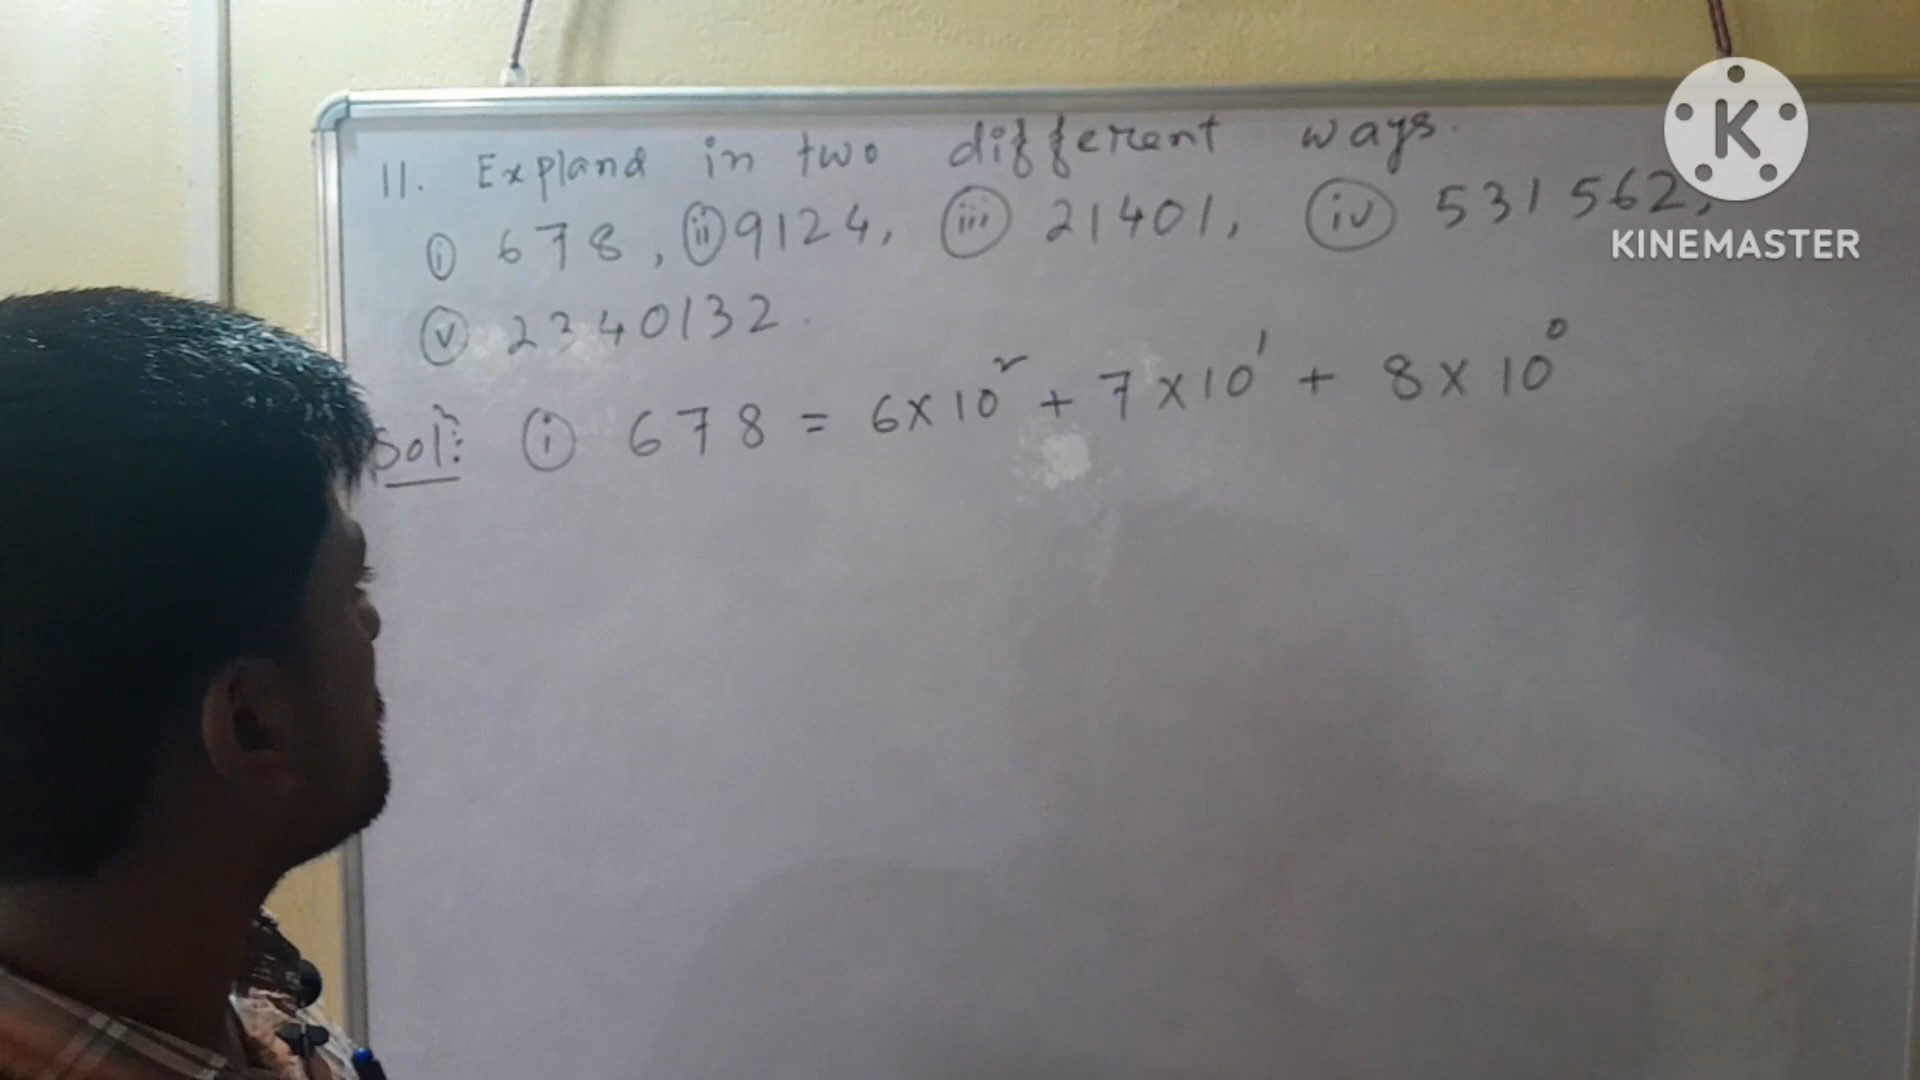 11. Expland in two different ways.
(i) 678, (ii) 9124, (iii) 21401, (iv) 531562,
(v) 2340132.
Solⁿ: (i) 678 = 6×10² + 7×10¹ + 8×10⁰
K
KINEMASTER